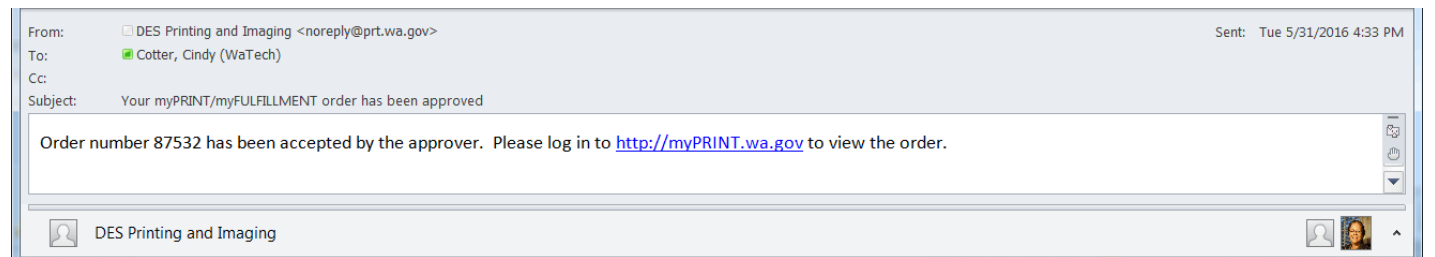 From: DES Printing and Imaging <noreply@prt.wa.gov> Sent: Tue 5/31/2016 4:33 PM
To: Cotter, Cindy (WaTech)
Cc:
Subject: Your myPRINT/myFULFILLMENT order has been approved
Order number 87532 has been accepted by the approver. Please log in to http://myPRINT.wa.gov to view the order.
DES Printing and Imaging